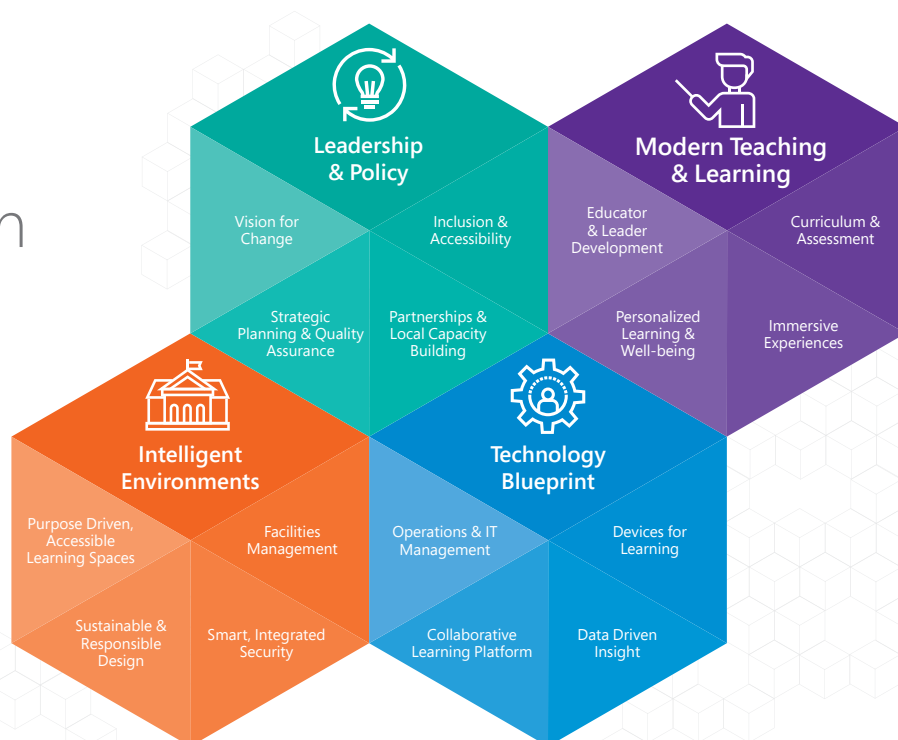 Leadership
& Policy
Vision for
Change
Inclusion &
Accessibility
Strategic
Planning & Quality
Assurance
Partnerships &
Local Capacity
Building
Modern Teaching
& Learning
Educator
& Leader
Development
Curriculum &
Assessment
Personalized
Learning &
Well-being
Immersive
Experiences
Intelligent
Environments
Purpose Driven,
Accessible
Learning Spaces
Facilities
Management
Sustainable &
Responsible
Design
Smart, Integrated
Security
Technology
Blueprint
Operations & IT
Management
Devices for
Learning
Collaborative
Learning Platform
Data Driven
Insight